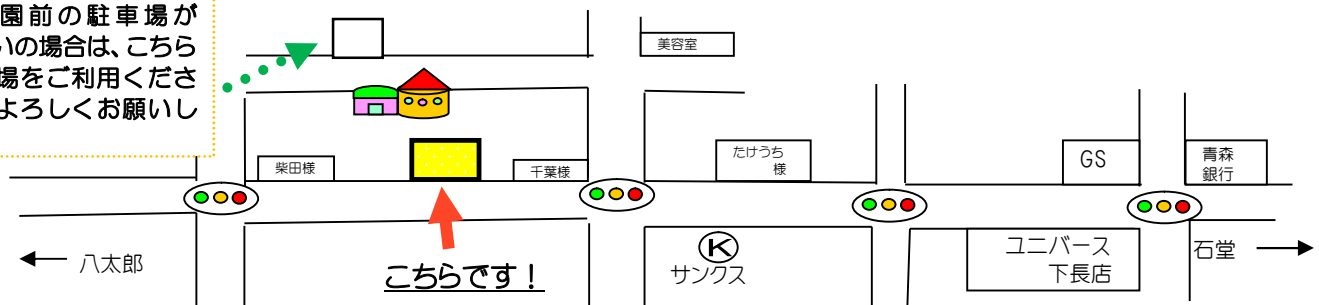 園前の駐車場が
いの場合は、こちら
場をご利用くださ
よろしくお願いし
美容室
柴田様
千葉様
たけうち
様
GS
青森
銀行
八太郎
こちらです！
K
サンクス
ユニバース
下長店
石堂